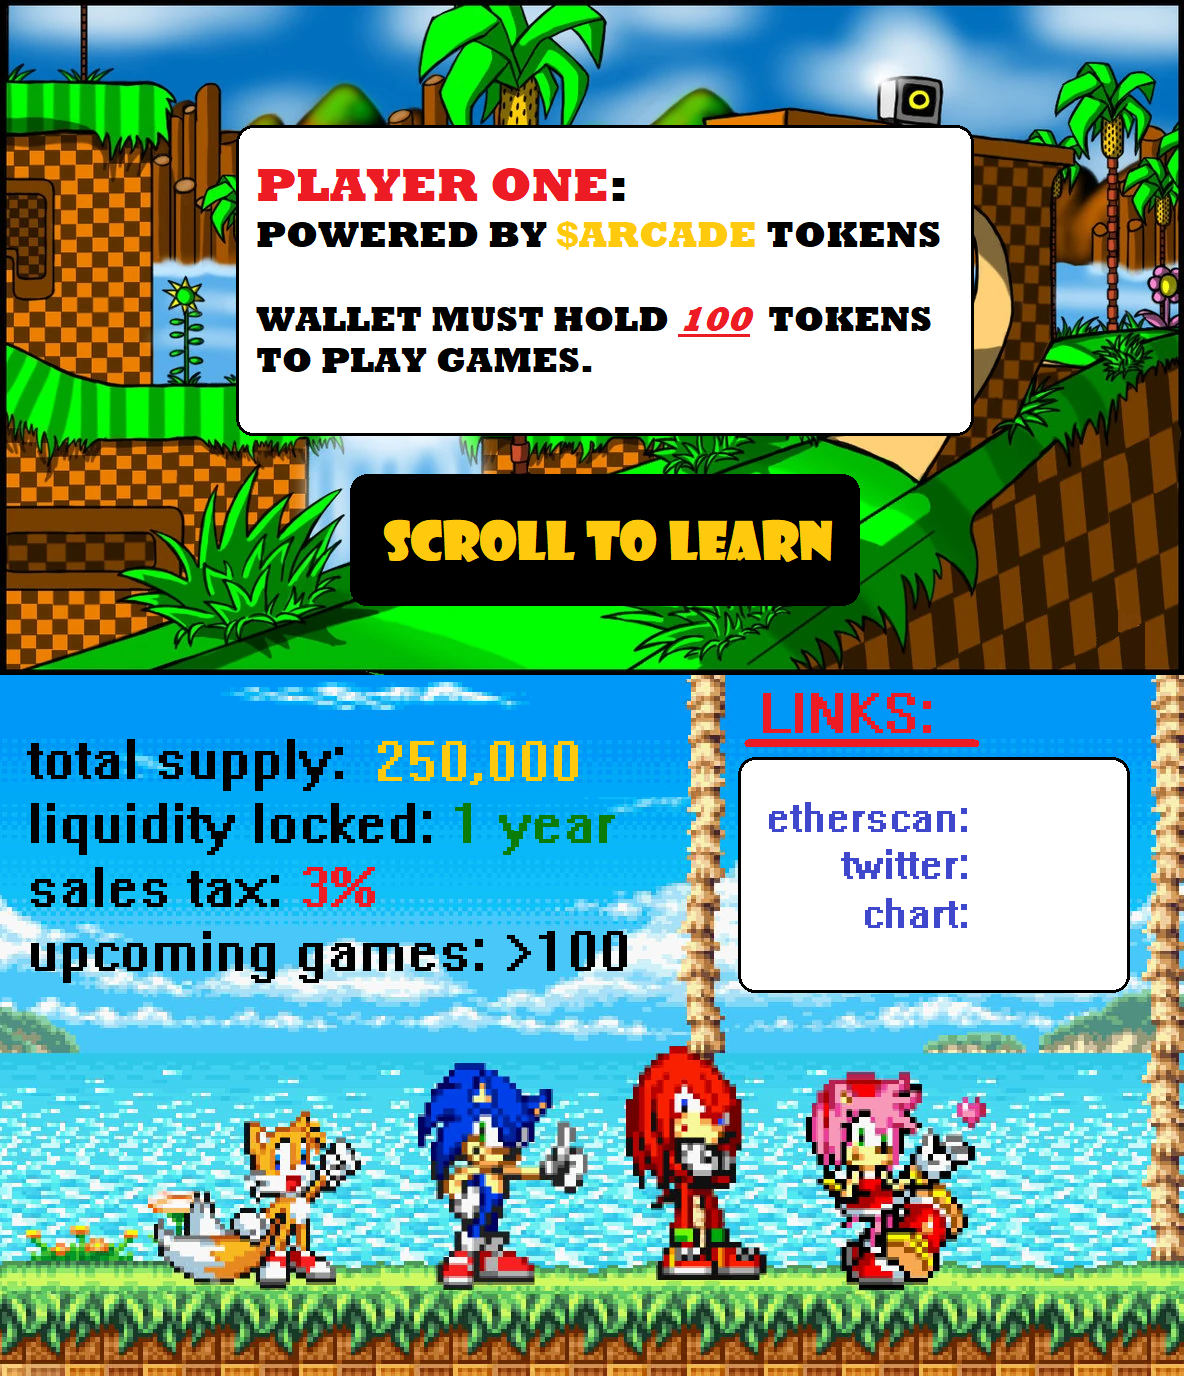 PLAYER ONE:
POWERED BY $ARCADE TOKENS
WALLET MUST HOLD 100 TOKENS
TO PLAY GAMES.
SCROLL TO LEARN
total supply: 250,000
liquidity locked: 1 year
sales tax: 3%
upcoming games: >100
LINKS:
etherscan:
twitter:
chart: